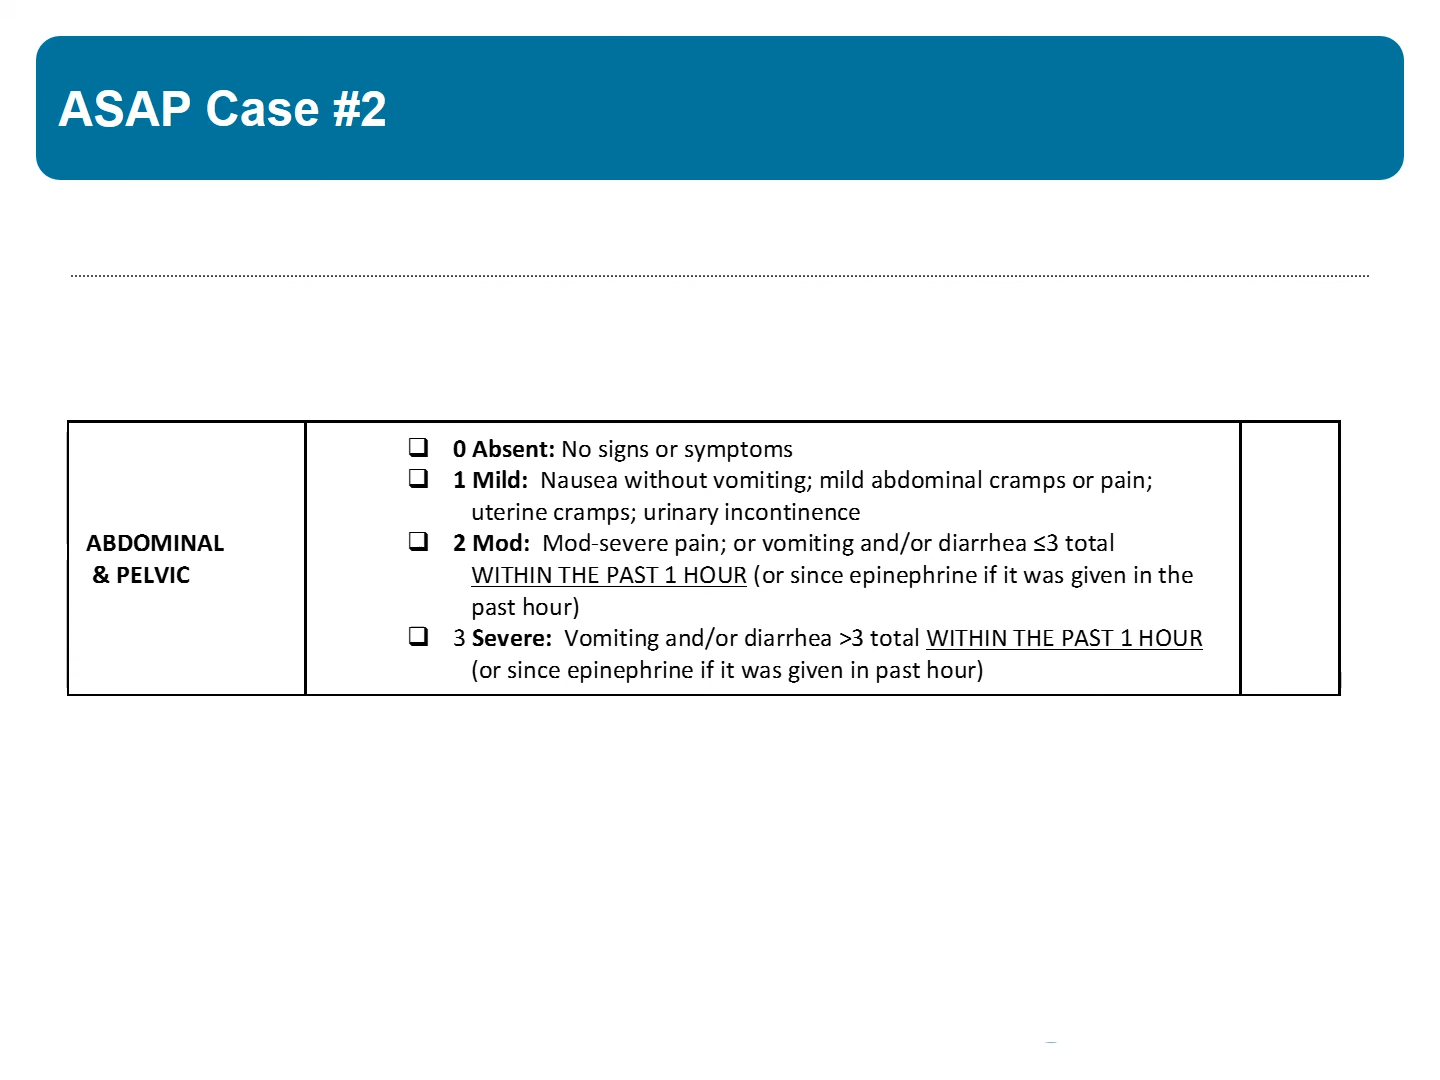 ASAP Case #2
ABDOMINAL
& PELVIC
❑ 0 Absent: No signs or symptoms
❑ 1 Mild: Nausea without vomiting; mild abdominal cramps or pain;
uterine cramps; urinary incontinence
❑ 2 Mod: Mod-severe pain; or vomiting and/or diarrhea ≤3 total
WITHIN THE PAST 1 HOUR (or since epinephrine if it was given in the
past hour)
❑ 3 Severe: Vomiting and/or diarrhea >3 total WITHIN THE PAST 1 HOUR
(or since epinephrine if it was given in past hour)